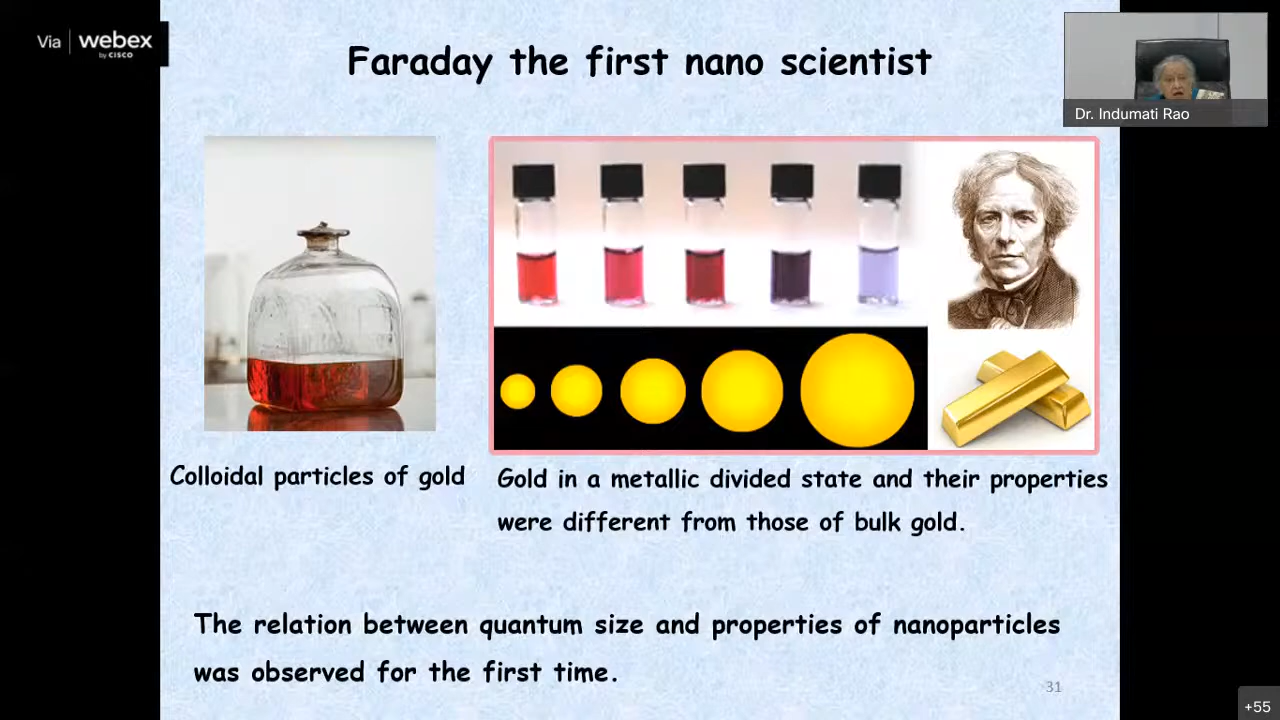 Via webex
by CISCO
Faraday the first nano scientist
Dr. Indumati Rao
Colloidal particles of gold
Gold in a metallic divided state and their properties
were different from those of bulk gold.
The relation between quantum size and properties of nanoparticles
was observed for the first time.
31
+55